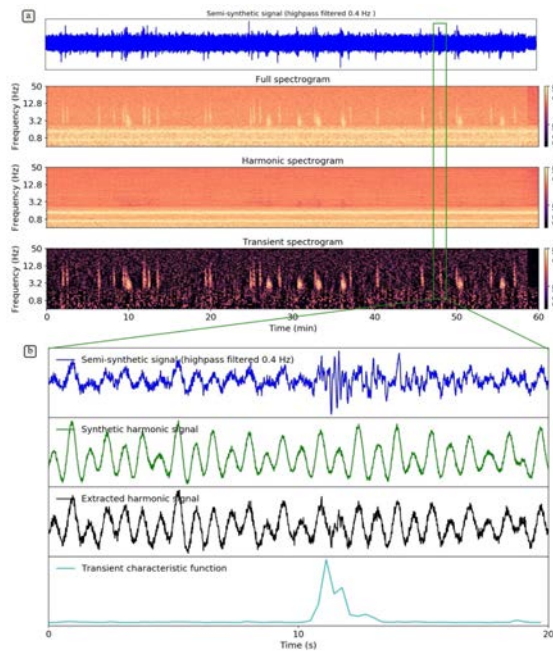 a
Semi-synthetic signal (highpass filtered 0.4 Hz )
Full spectrogram
Frequency (Hz)
50
12.8
3.2
0.8
Harmonic spectrogram
Frequency (Hz)
50
12.8
3.2
0.8
Transient spectrogram
Frequency (Hz)
50
12.8
3.2
0.8
0 10 20 30 40 50 60
Time (min)
b
Semi-synthetic signal (highpass filtered 0.4 Hz)
Synthetic harmonic signal
Extracted harmonic signal
Transient characteristic function
0 10 20
Time (s)